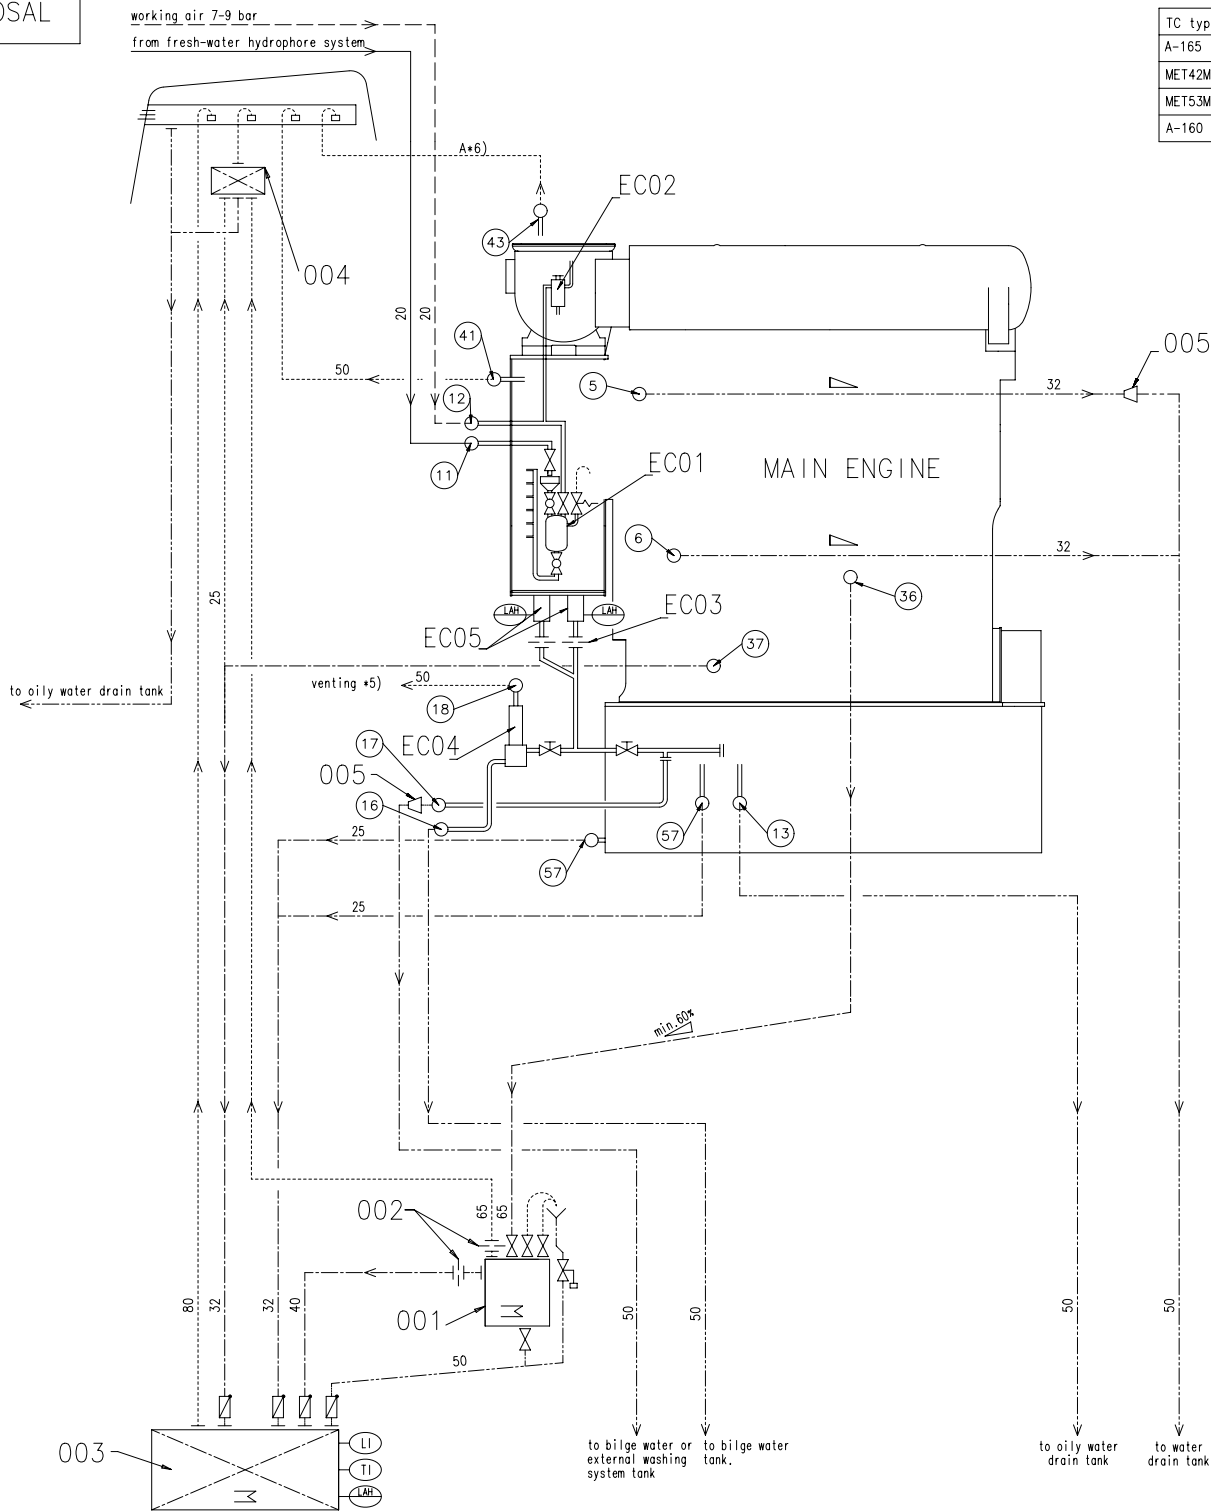 OSAL
working air 7-9 bar
from fresh-water hydrophore system
TC typ
A-165
MET42M
MET53M
A-160
A*6)
EC02
43
004
20
20
41
50
005
5
32
12
11
EC01
MAIN ENGINE
6
32
25
36
LAH
LAH
EC03
EC05
37
to oily water drain tank
venting *5)
50
18
EC04
17
005
16
57
13
25
57
25
min.60%
002
65
65
80
32
32
40
001
50
50
50
50
50
003
LI
TI
LAH
to bilge water or
external washing
system tank
to bilge water
tank.
to oily water
drain tank
to water
drain tank